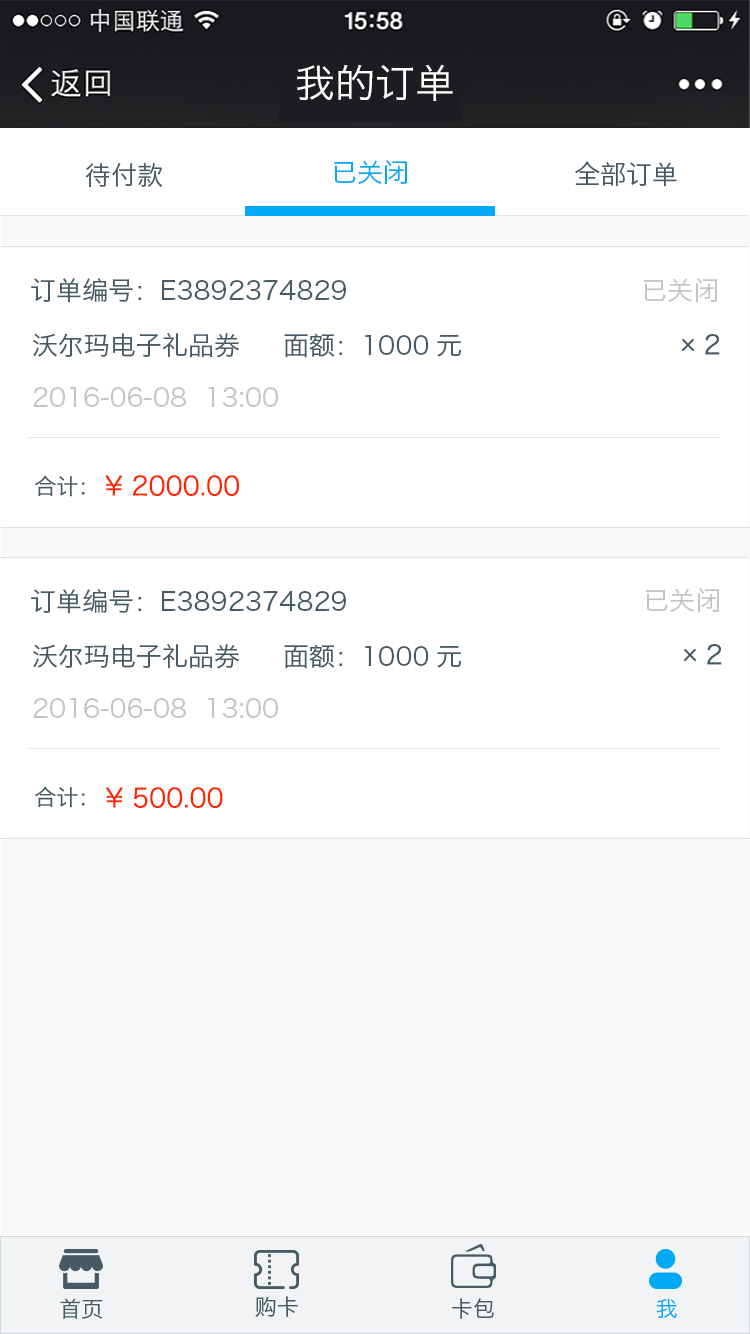 中国联通 15:58
返回 我的订单
待付款 已关闭 全部订单
订单编号：E3892374829 已关闭
沃尔玛电子礼品券 面额：1000 元 × 2
2016-06-08 13:00
合计：￥2000.00
订单编号：E3892374829 已关闭
沃尔玛电子礼品券 面额：1000 元 × 2
2016-06-08 13:00
合计：￥500.00
首页 购卡 卡包 我